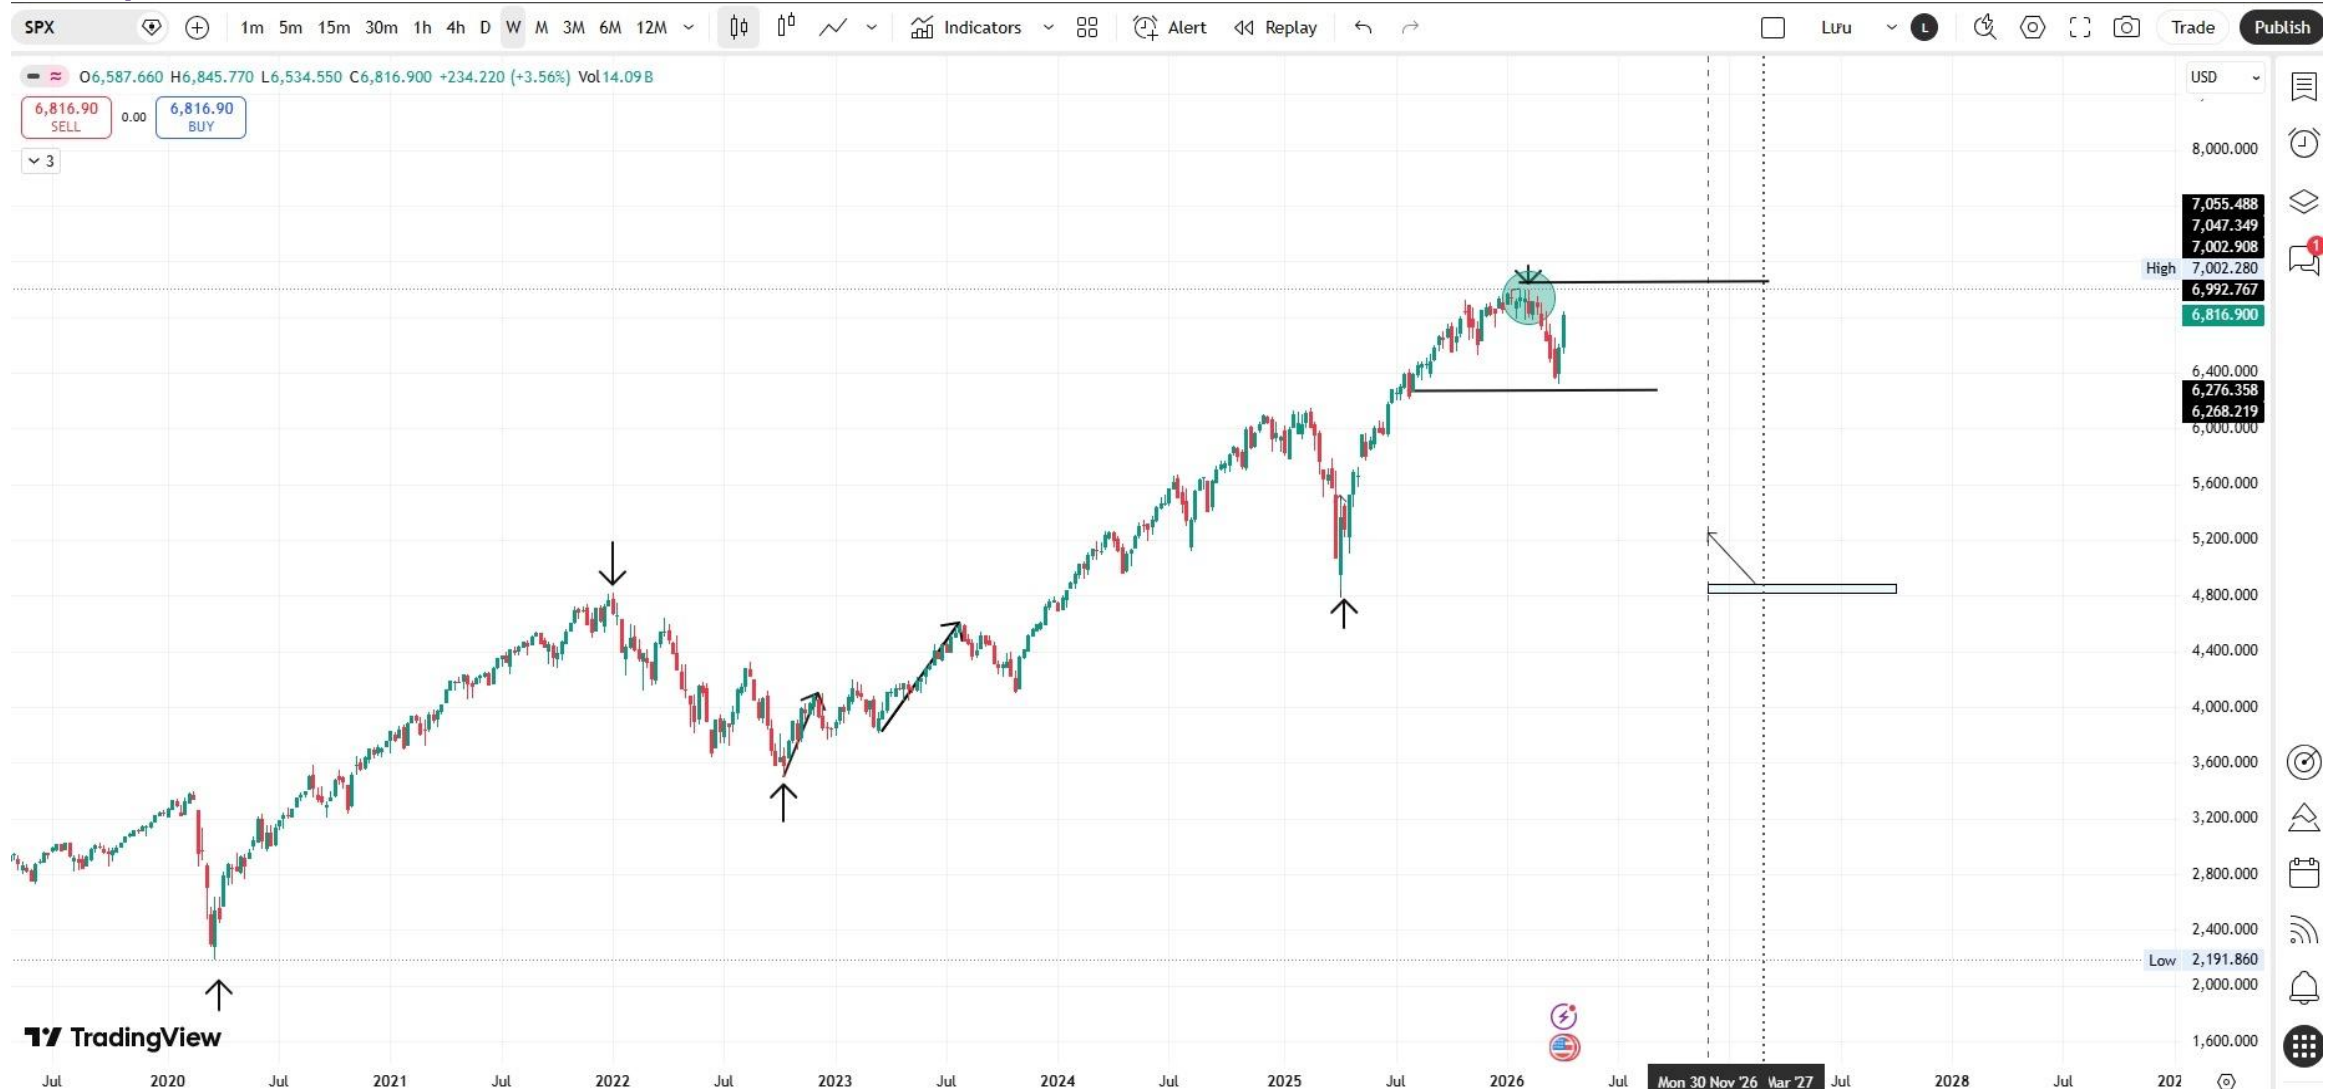 SPX 1m 5m 15m 30m 1h 4h D W M 3M 6M 12M Indicators Alert Replay Lưu L Trade Publish
O6,587.660 H6,845.770 L6,534.550 C6,816.900 +234.220 (+3.56%) Vol14.09B
USD
6,816.90 SELL
0.00
6,816.90 BUY
3
8,000.000
7,055.488
7,047.349
1
7,002.908
High 7,002.280
6,992.767
6,816.900
6,400.000
6,276.358
6,268.219
6,000.000
5,600.000
5,200.000
4,800.000
4,400.000
4,000.000
3,600.000
3,200.000
2,800.000
2,400.000
Low 2,191.860
2,000.000
TradingView
1,600.000
Jul 2020 Jul 2021 Jul 2022 Jul 2023 Jul 2024 Jul 2025 Jul 2026 Jul Mon 30 Nov '26 Mar '27 Jul 2028 Jul 202